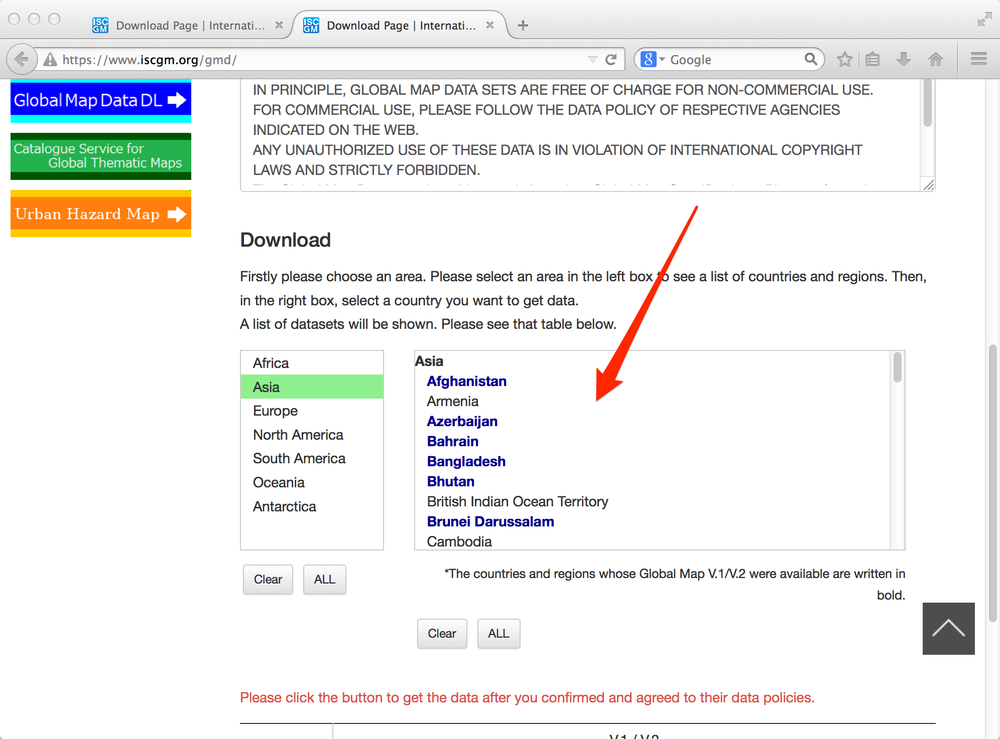 Download Page | Internati...
Download Page | Internati...
https://www.iscgm.org/gmd/
Google
Global Map Data DL
Catalogue Service for
Global Thematic Maps
Urban Hazard Map
IN PRINCIPLE, GLOBAL MAP DATA SETS ARE FREE OF CHARGE FOR NON-COMMERCIAL USE.
FOR COMMERCIAL USE, PLEASE FOLLOW THE DATA POLICY OF RESPECTIVE AGENCIES
INDICATED ON THE WEB.
ANY UNAUTHORIZED USE OF THESE DATA IS IN VIOLATION OF INTERNATIONAL COPYRIGHT
LAWS AND STRICTLY FORBIDDEN.
Download
Firstly please choose an area. Please select an area in the left box to see a list of countries and regions. Then,
in the right box, select a country you want to get data.
A list of datasets will be shown. Please see that table below.
Africa
Asia
Europe
North America
South America
Oceania
Antarctica
Clear
ALL
Asia
Afghanistan
Armenia
Azerbaijan
Bahrain
Bangladesh
Bhutan
British Indian Ocean Territory
Brunei Darussalam
Cambodia
*The countries and regions whose Global Map V.1/V.2 were available are written in
bold.
Clear
ALL
Please click the button to get the data after you confirmed and agreed to their data policies.
V.1 / V.2